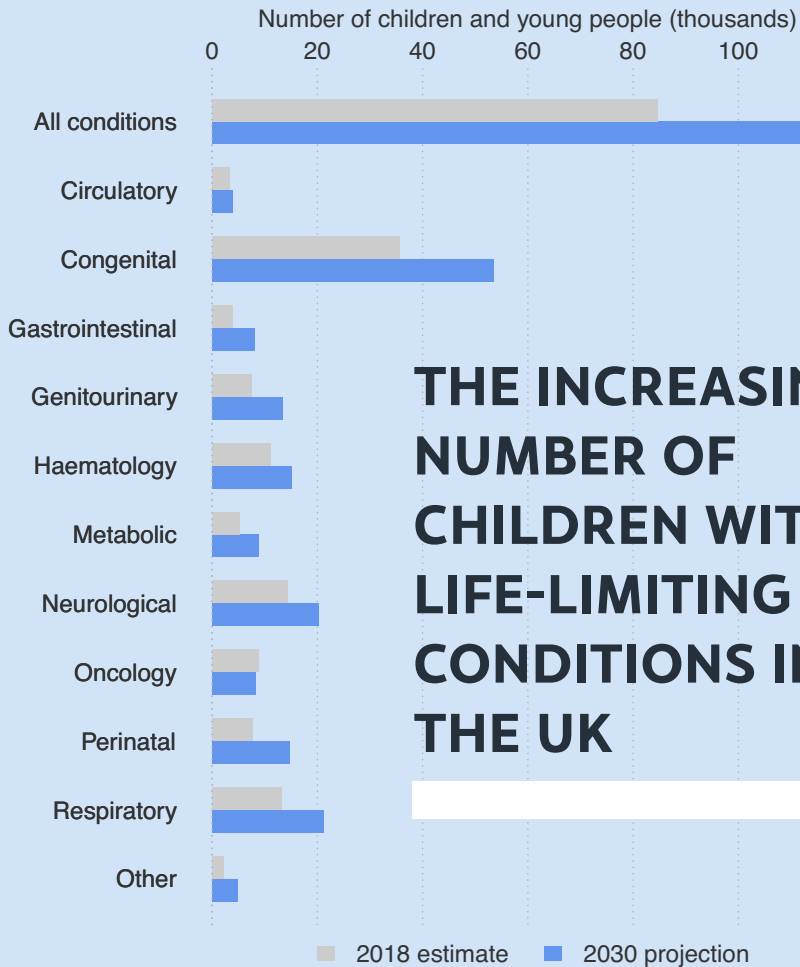 Number of children and young people (thousands)
0 20 40 60 80 100
All conditions
Circulatory
Congenital
Gastrointestinal
Genitourinary
Haematology
Metabolic
Neurological
Oncology
Perinatal
Respiratory
Other
THE INCREASIN
NUMBER OF
CHILDREN WIT
LIFE-LIMITING
CONDITIONS IN
THE UK
2018 estimate 2030 projection